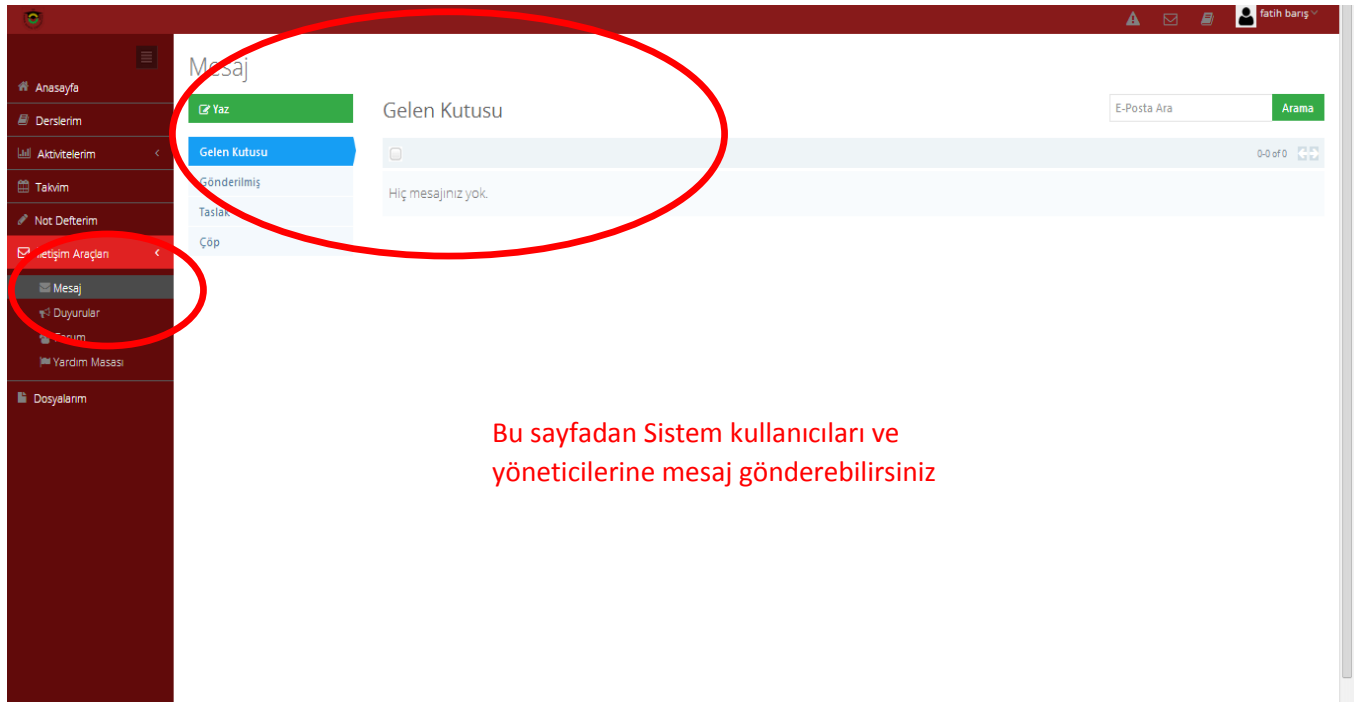 fatih barış
Anasayfa
Derslerim
Aktivitelerim
Takvim
Not Defterim
İletişim Araçları
Mesaj
Duyurular
Forum
Yardım Masası
Dosyalarım
Mesaj
Yaz
Gelen Kutusu
Gönderilmiş
Taslak
Çöp
Gelen Kutusu
E-Posta Ara
Arama
0-0 of 0
Hiç mesajınız yok.
Bu sayfadan Sistem kullanıcıları ve
yöneticilerine mesaj gönderebilirsiniz